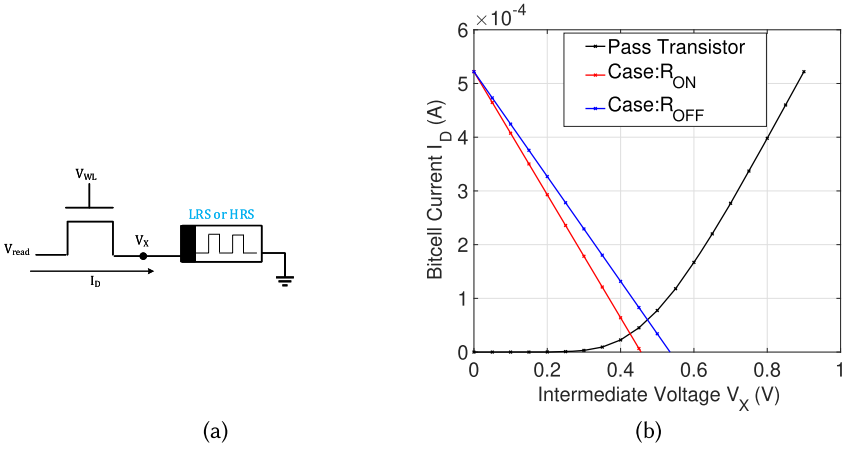 V_WL
LRS or HRS
V_X
V_read
I_D
(a)
×10^-4
6
5
4
3
2
1
0
Bitcell Current I_D (A)
Pass Transistor
Case:R_ON
Case:R_OFF
0 0.2 0.4 0.6 0.8 1
Intermediate Voltage V_X (V)
(b)